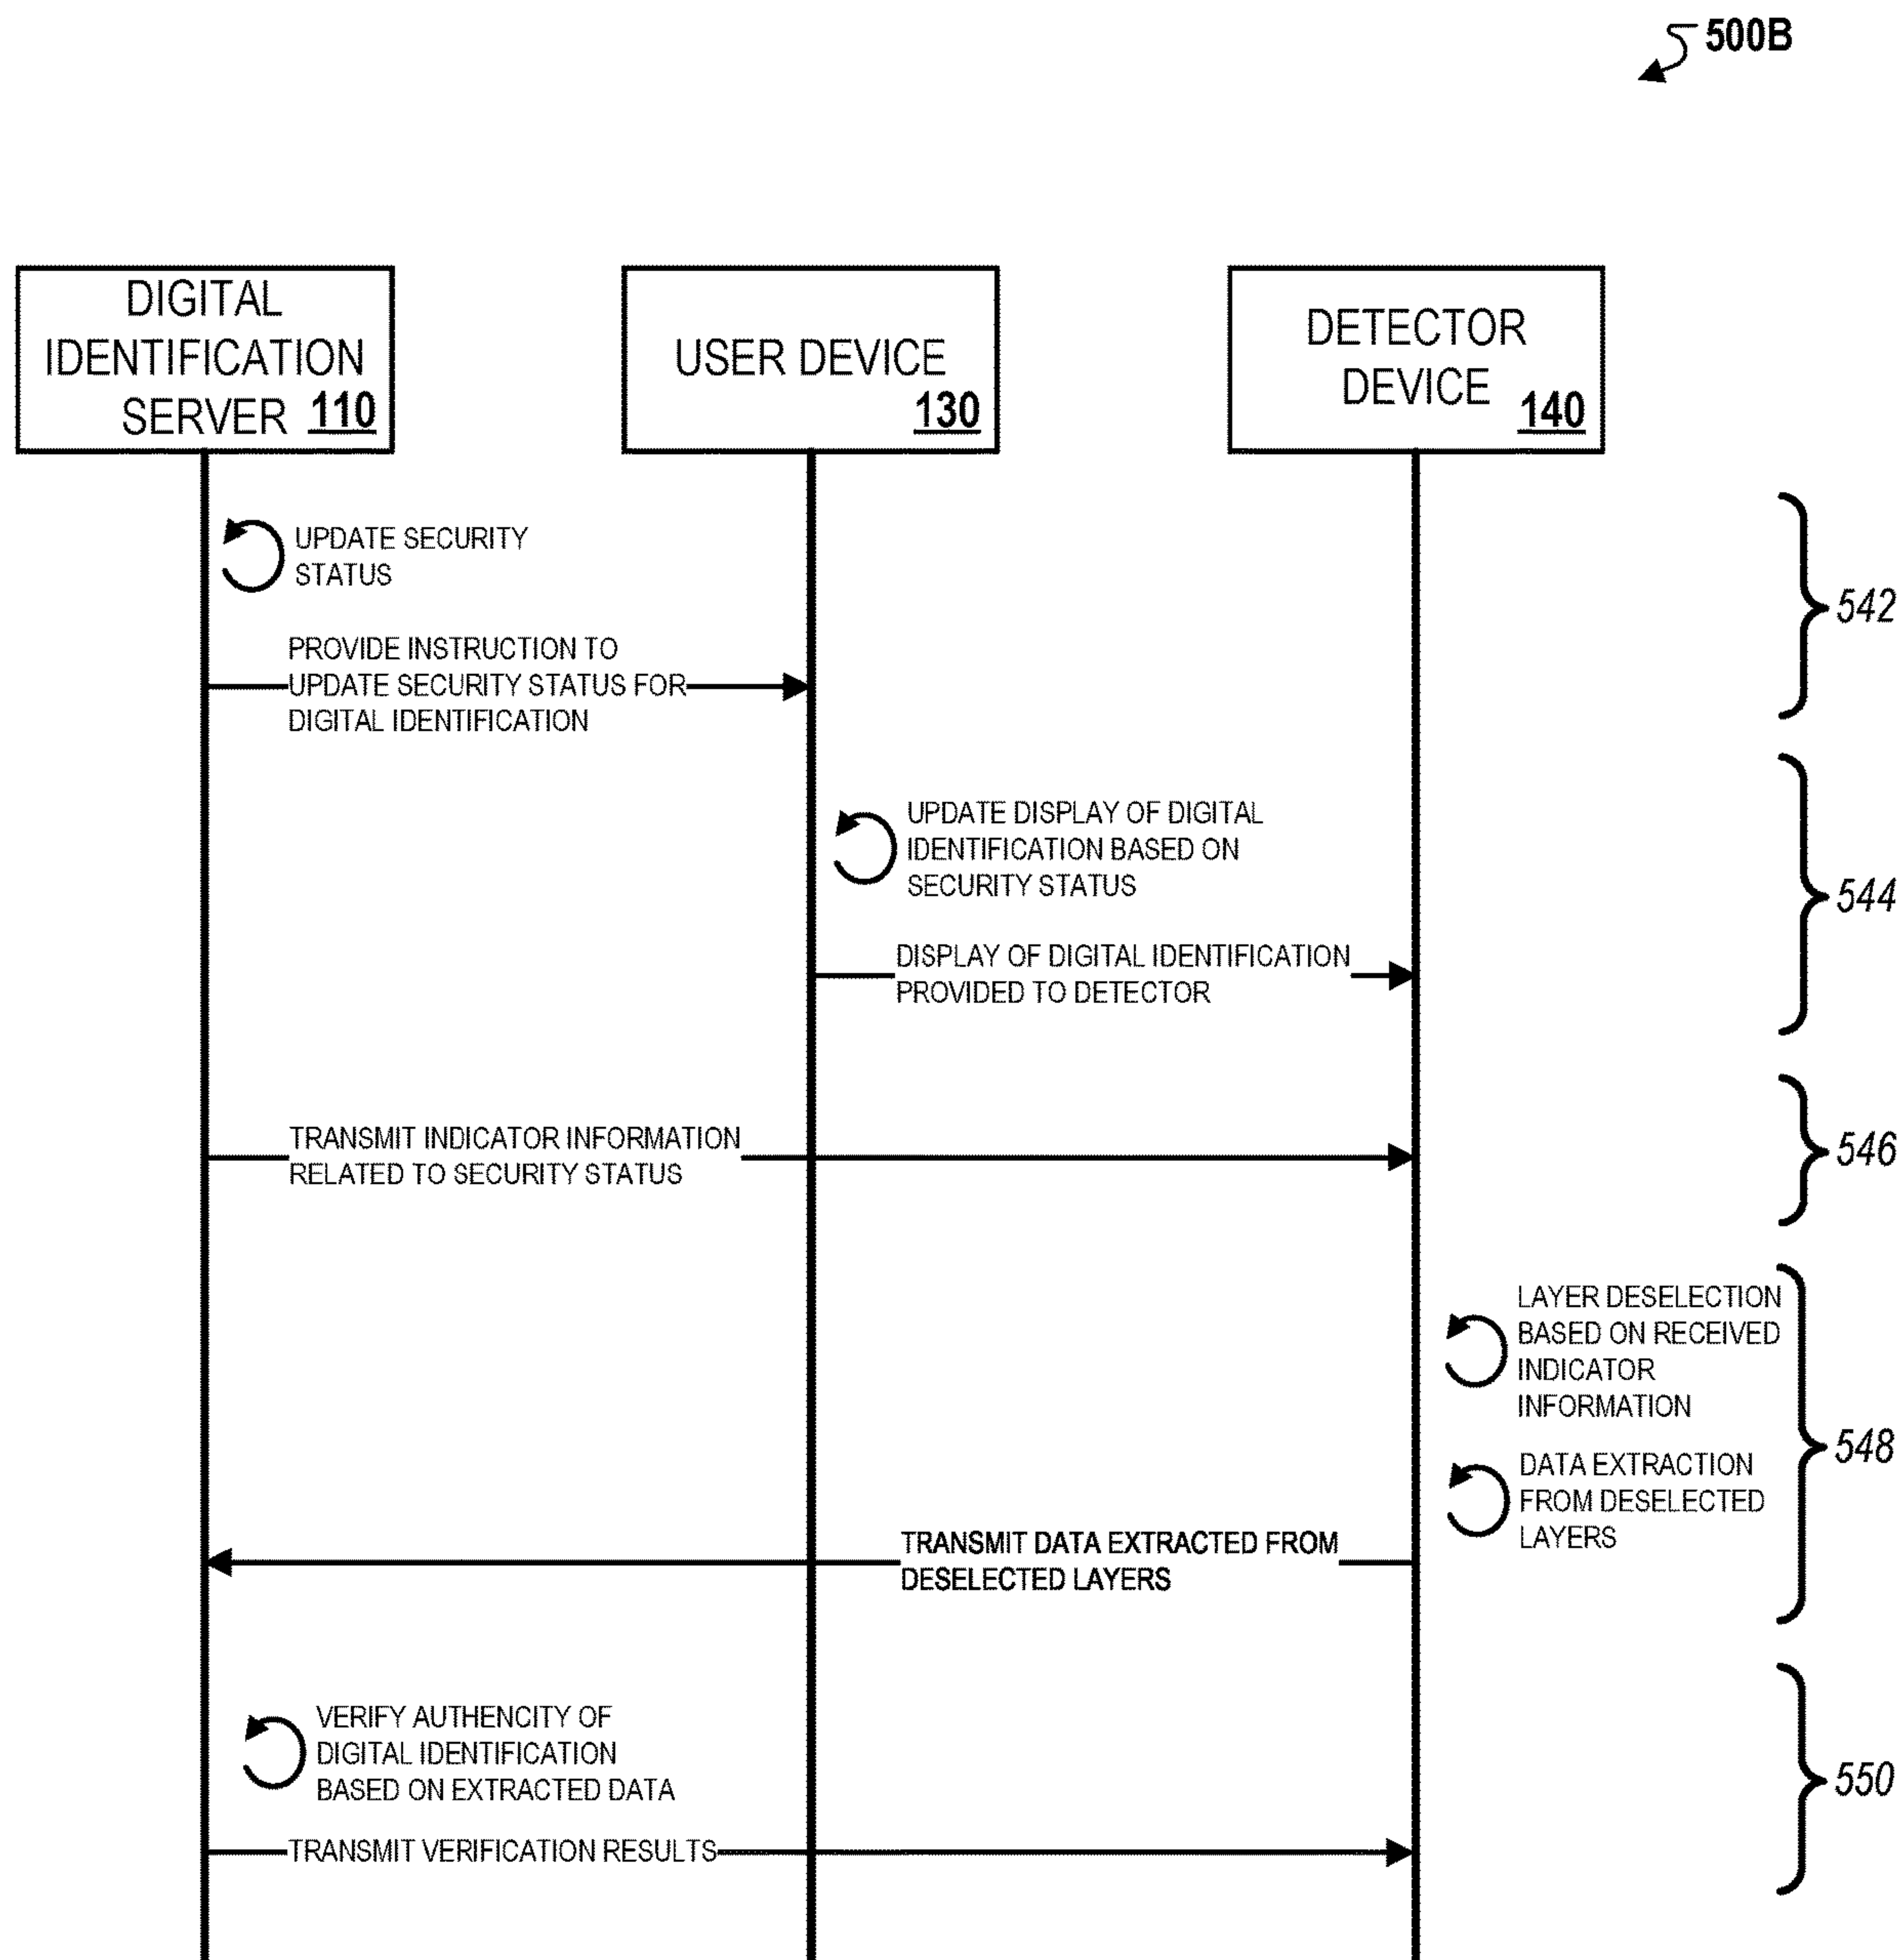 500B
DIGITAL
IDENTIFICATION
SERVER 110
USER DEVICE
130
DETECTOR
DEVICE 140
UPDATE SECURITY
STATUS
542
PROVIDE INSTRUCTION TO
UPDATE SECURITY STATUS FOR
DIGITAL IDENTIFICATION
UPDATE DISPLAY OF DIGITAL
IDENTIFICATION BASED ON
SECURITY STATUS
544
DISPLAY OF DIGITAL IDENTIFICATION
PROVIDED TO DETECTOR
TRANSMIT INDICATOR INFORMATION
RELATED TO SECURITY STATUS
546
LAYER DESELECTION
BASED ON RECEIVED
INDICATOR
INFORMATION
548
DATA EXTRACTION
FROM DESELECTED
LAYERS
TRANSMIT DATA EXTRACTED FROM
DESELECTED LAYERS
VERIFY AUTHENCITY OF
DIGITAL IDENTIFICATION
BASED ON EXTRACTED DATA
550
TRANSMIT VERIFICATION RESULTS